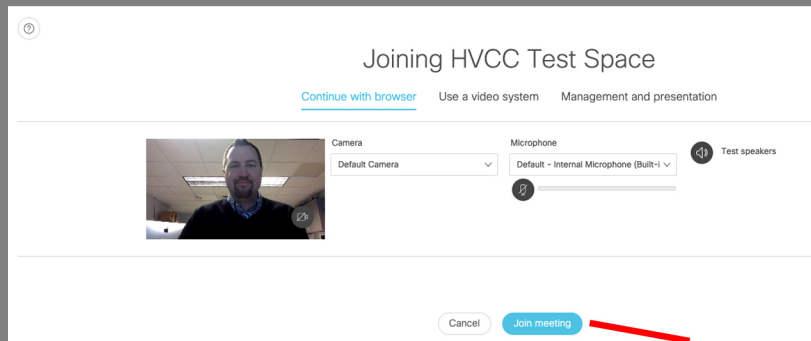 Joining HVCC Test Space
Continue with browser Use a video system Management and presentation
Camera Microphone
Default Camera Default - Internal Microphone (Built-i Test speakers
Cancel Join meeting